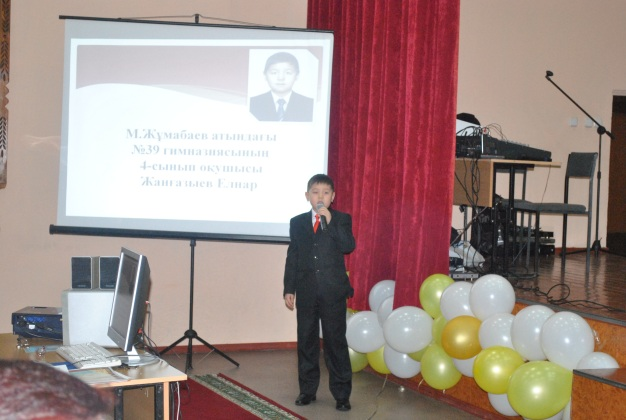 М.Жұмабаев атындағы
№39 гимназиясының
4-сынып оқушысы
Жанғазыев Елнар